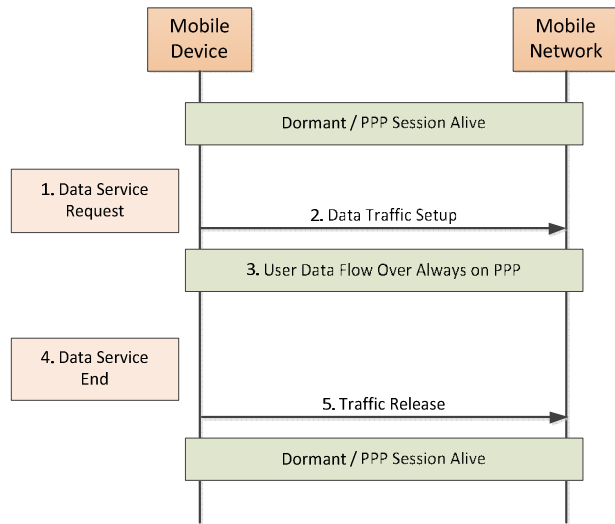 Mobile
Device
Mobile
Network
Dormant / PPP Session Alive
1. Data Service
Request
2. Data Traffic Setup
3. User Data Flow Over Always on PPP
4. Data Service
End
5. Traffic Release
Dormant / PPP Session Alive